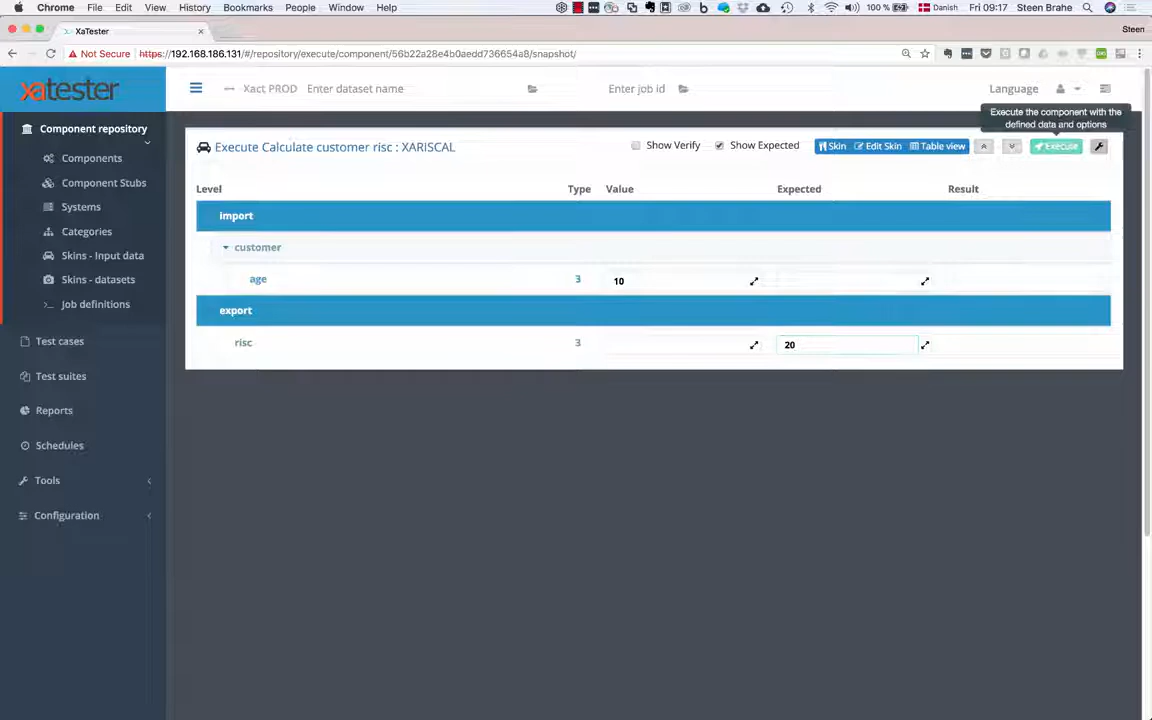 Chrome File Edit View History Bookmarks People Window Help 100 % Danish Fri 09:17 Steen Brahe
XaTester
Steen
Not Secure https://192.168.186.131/#/repository/execute/component/56b22a28e4b0aedd736654a8/snapshot/
xatester
Xact PROD Enter dataset name Enter job id Language
Execute the component with the
defined data and options
Component repository
Components
Component Stubs
Systems
Categories
Skins - Input data
Skins - datasets
Job definitions
Test cases
Test suites
Reports
Schedules
Tools
Configuration
Execute Calculate customer risc : XARISCAL Show Verify Show Expected Skin Edit Skin Table view Execute
Level Type Value Expected Result
import
customer
age 3 10
export
risc 3 20